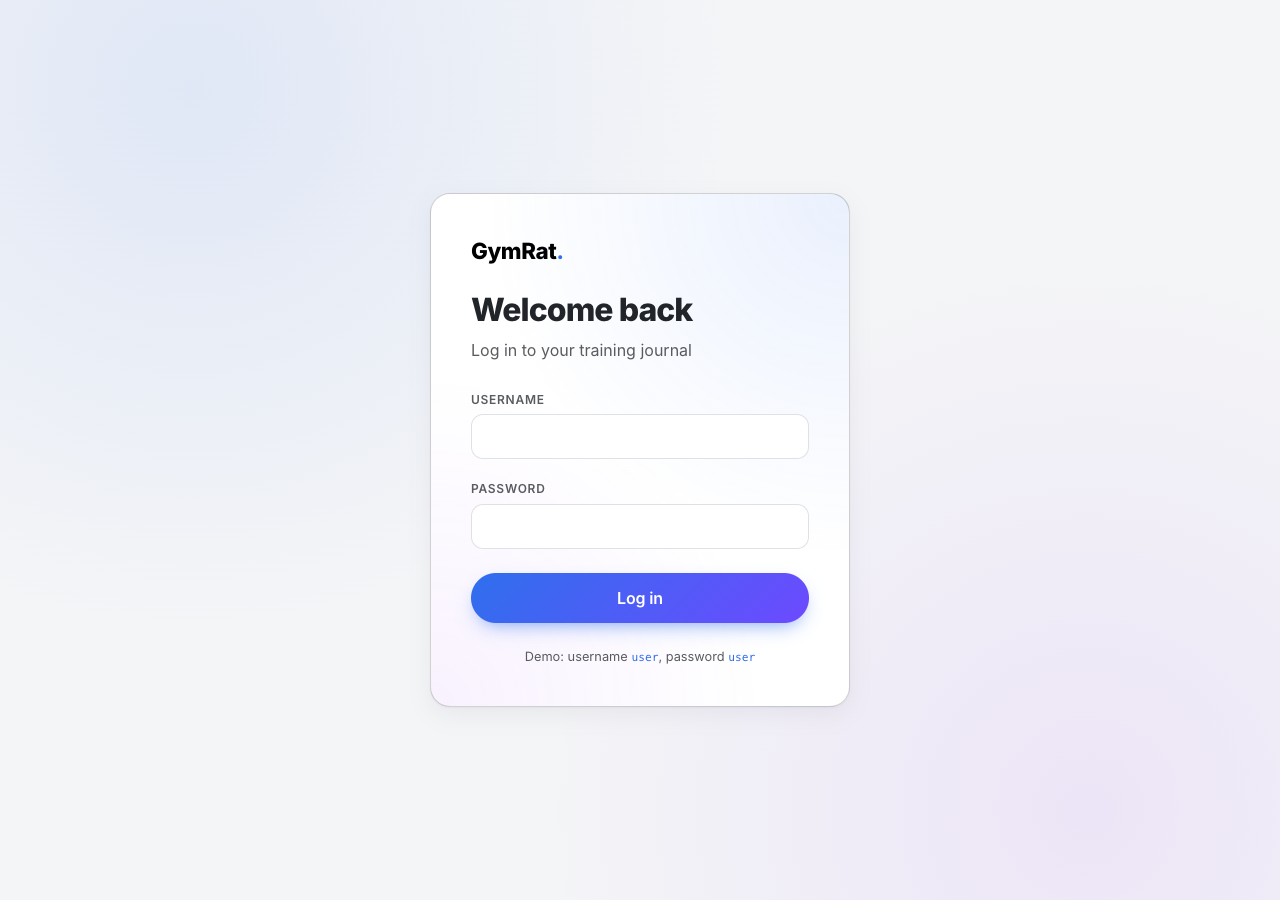 GymRat.
Welcome back
Log in to your training journal
USERNAME
PASSWORD
Log in
Demo: username user, password user